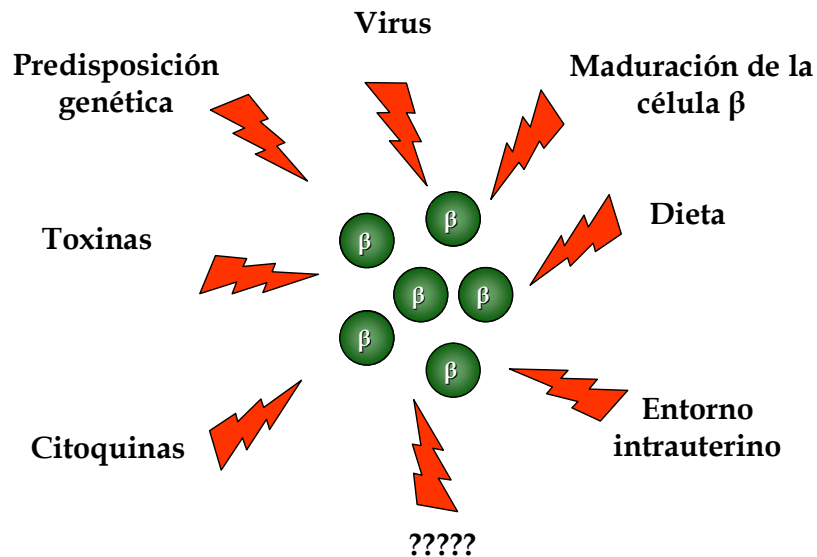 Virus
Predisposición
genética
Maduración de la
célula β
Toxinas
Dieta
β
β
β
β
β
β
Citoquinas
Entorno
intrauterino
?????